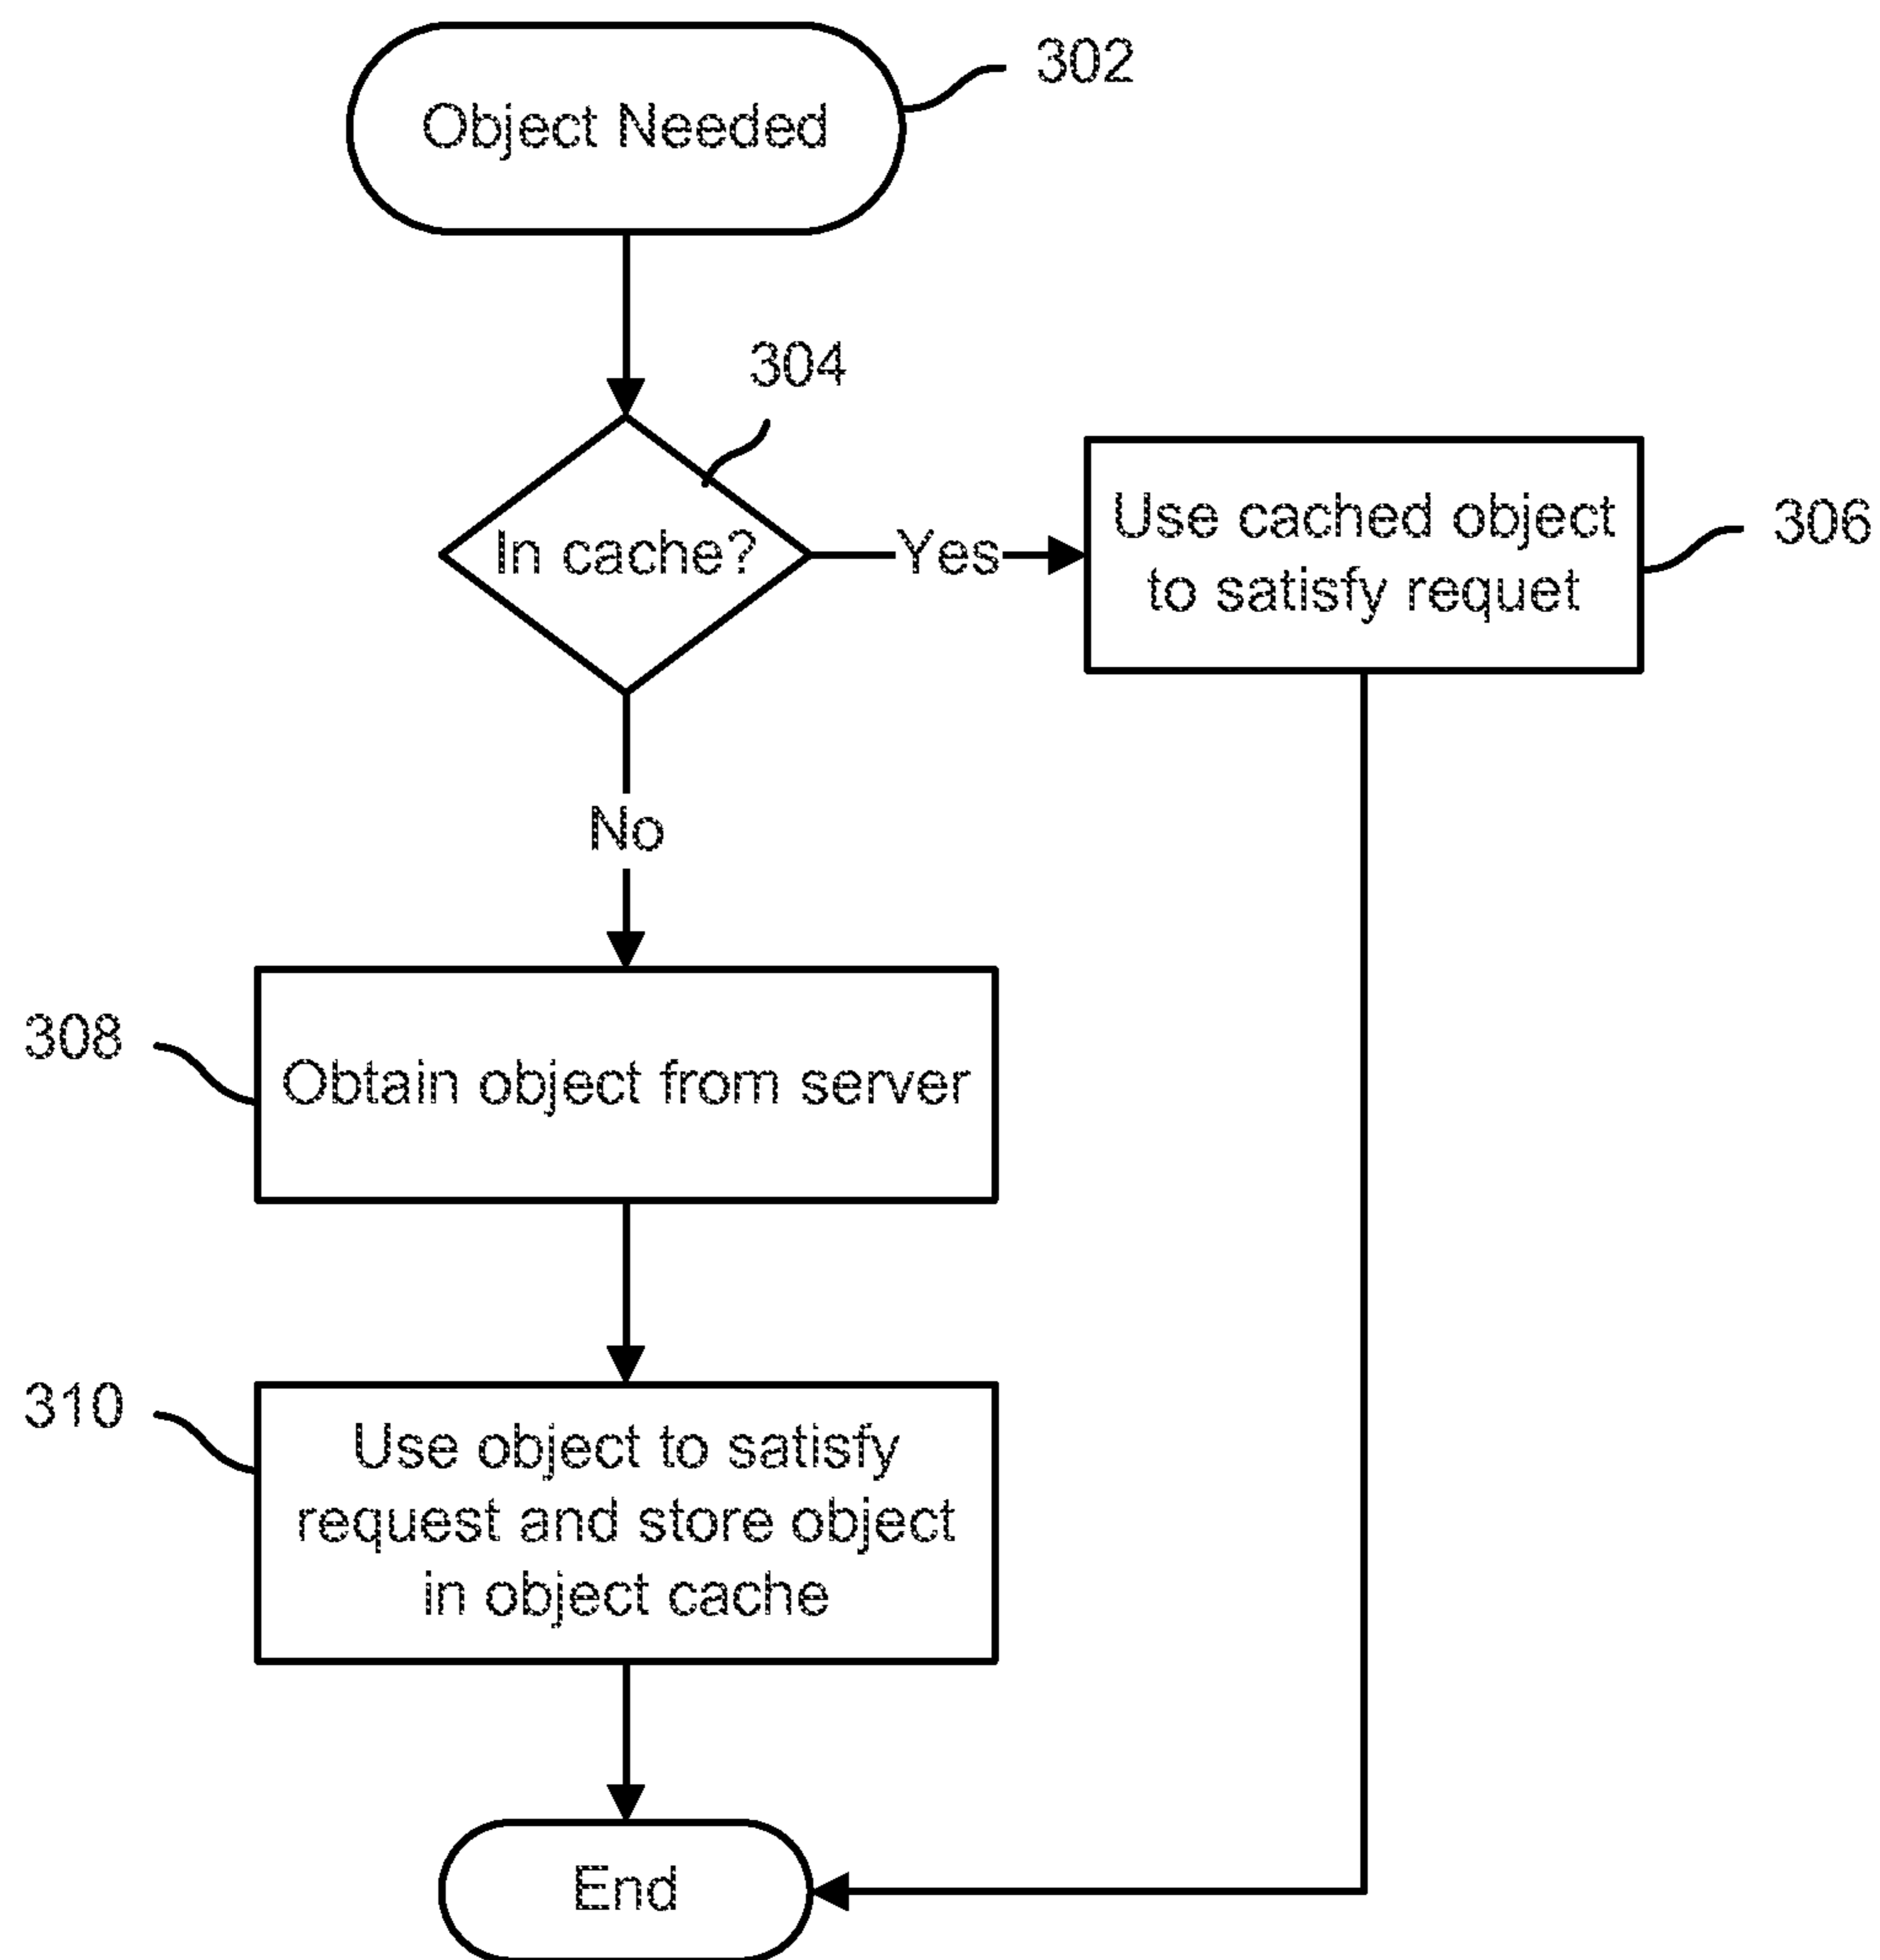 302
Object Needed
304
In cache?
Yes
Use cached object
to satisfy requet
306
No
308
Obtain object from server
310
Use object to satisfy
request and store object
in object cache
End